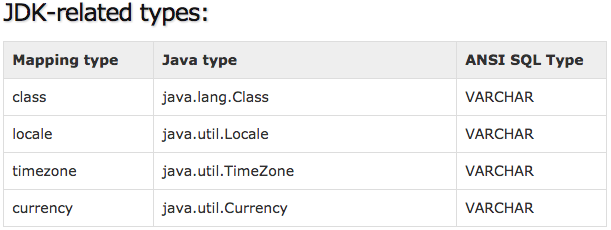 JDK-related types:
Mapping type Java type ANSI SQL Type
class java.lang.Class VARCHAR
locale java.util.Locale VARCHAR
timezone java.util.TimeZone VARCHAR
currency java.util.Currency VARCHAR